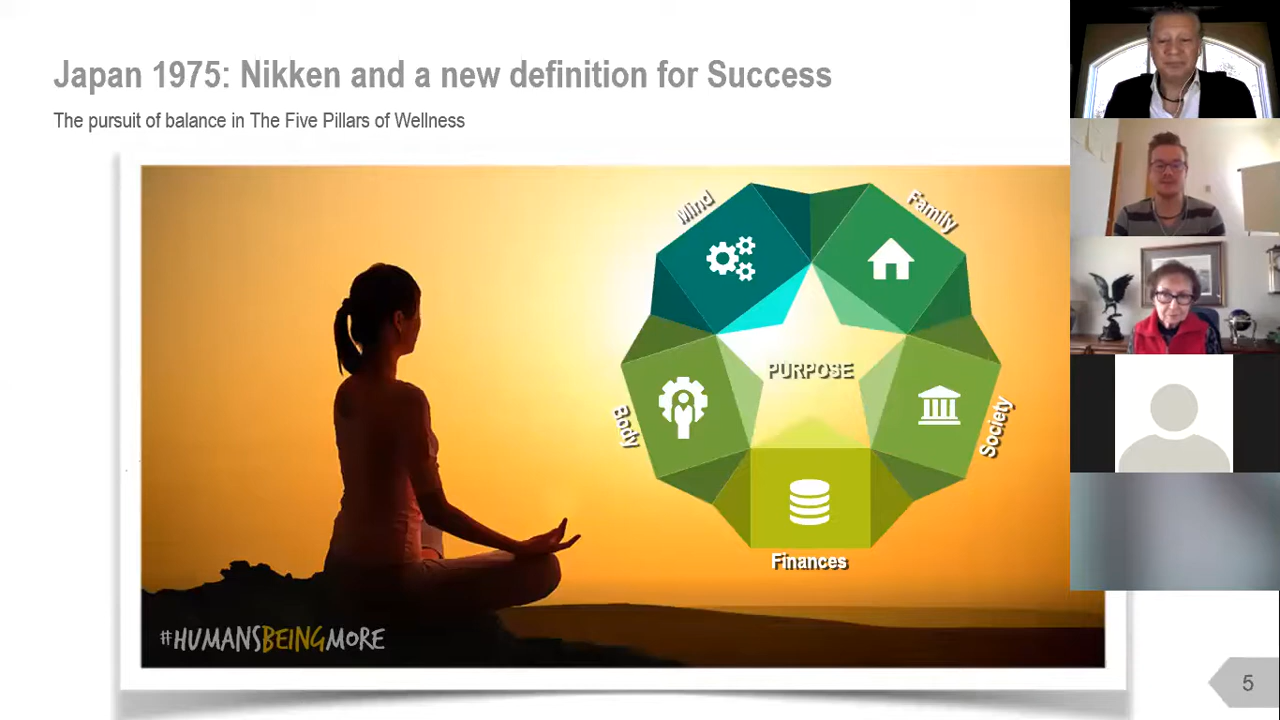 Japan 1975: Nikken and a new definition for Success
The pursuit of balance in The Five Pillars of Wellness
Mind
Family
PURPOSE
Body
Society
Finances
#HUMANSBEINGMORE
5